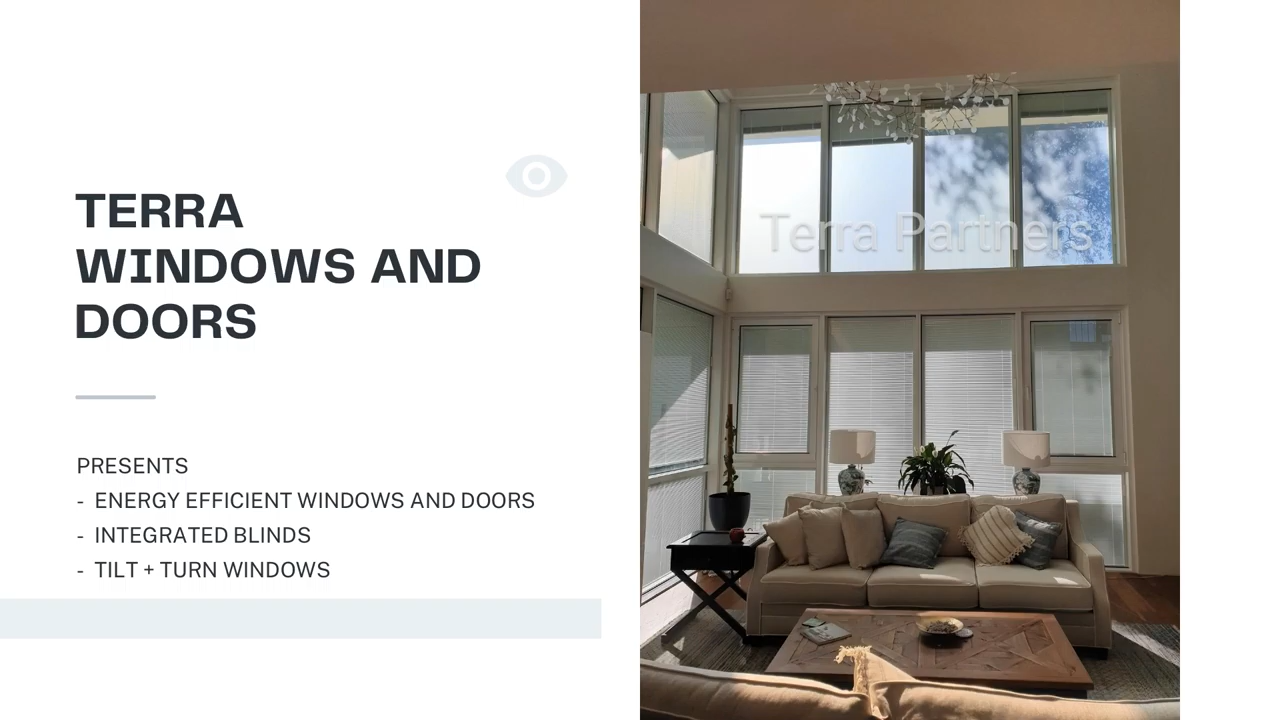 TERRA
WINDOWS AND
DOORS
PRESENTS
- ENERGY EFFICIENT WINDOWS AND DOORS
- INTEGRATED BLINDS
- TILT + TURN WINDOWS
Terra Partners